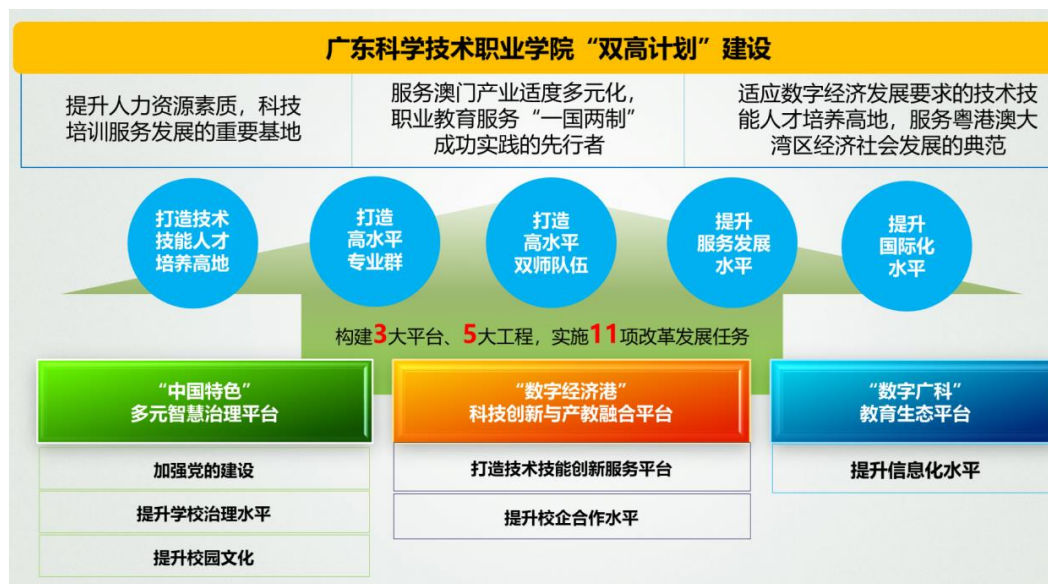 广东科学技术职业学院“双高计划”建设
提升人力资源素质，科技
培训服务发展的重要基地
服务澳门产业适度多元化，
职业教育服务“一国两制”
成功实践的先行者
适应数字经济发展要求的技术技
能人才培养高地，服务粤港澳大
湾区经济社会发展的典范
打造技术
技能人才
培养高地
打造
高水平
专业群
打造
高水平
双师队伍
提升
服务发展
水平
提升
国际化
水平
构建3大平台、5大工程，实施11项改革发展任务
“中国特色”
多元智慧治理平台
加强党的建设
提升学校治理水平
提升校园文化
“数字经济港”
科技创新与产教融合平台
打造技术技能创新服务平台
提升校企合作水平
“数字广科”
教育生态平台
提升信息化水平